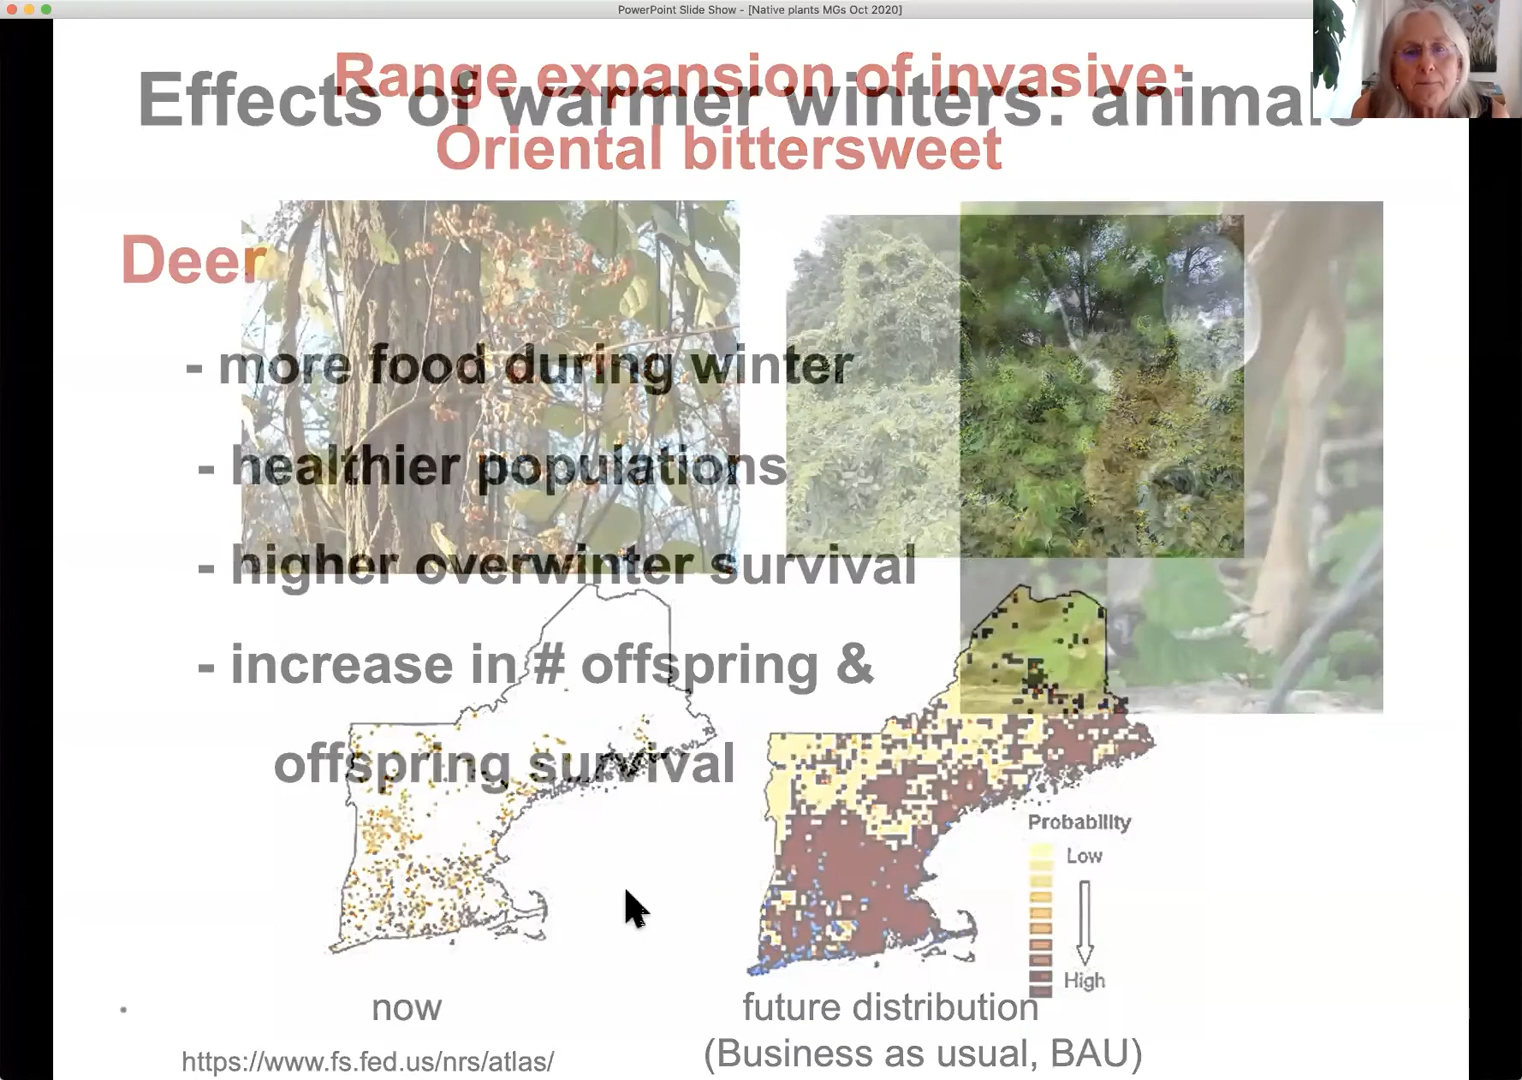 PowerPoint Slide Show - [Native plants MGs Oct 2020]
Range expansion of invasive:
Effects of warmer winters: animals
Oriental bittersweet
Deer
- more food during winter
- healthier populations
- higher overwinter survival
- increase in # offspring &
offspring survival
Probability
Low
High
now
future distribution
(Business as usual, BAU)
https://www.fs.fed.us/nrs/atlas/